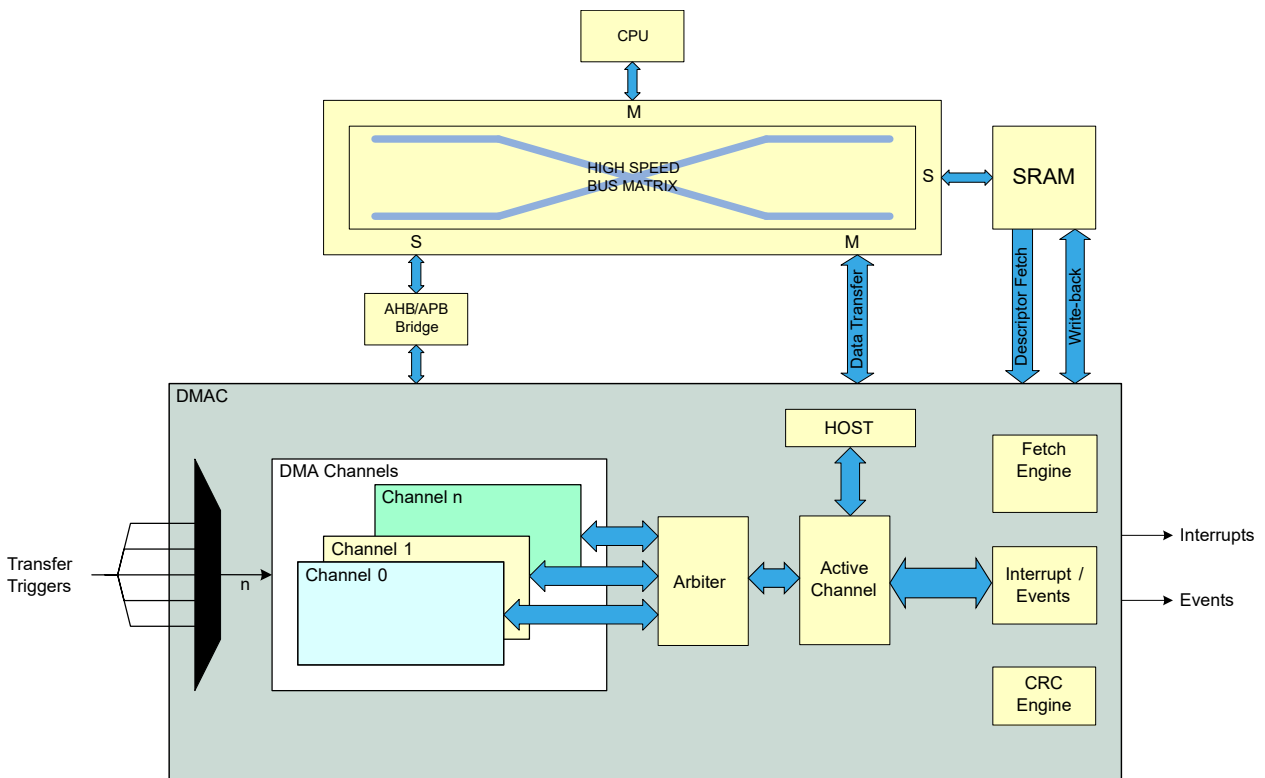 CPU
M
HIGH SPEED
BUS MATRIX
S
SRAM
S
M
AHB/APB
Bridge
Data Transfer
Descriptor Fetch
Write-back
DMAC
HOST
Fetch
Engine
DMA Channels
Channel n
Channel 1
Channel 0
Transfer
Triggers
n
Arbiter
Active
Channel
Interrupt /
Events
Interrupts
Events
CRC
Engine